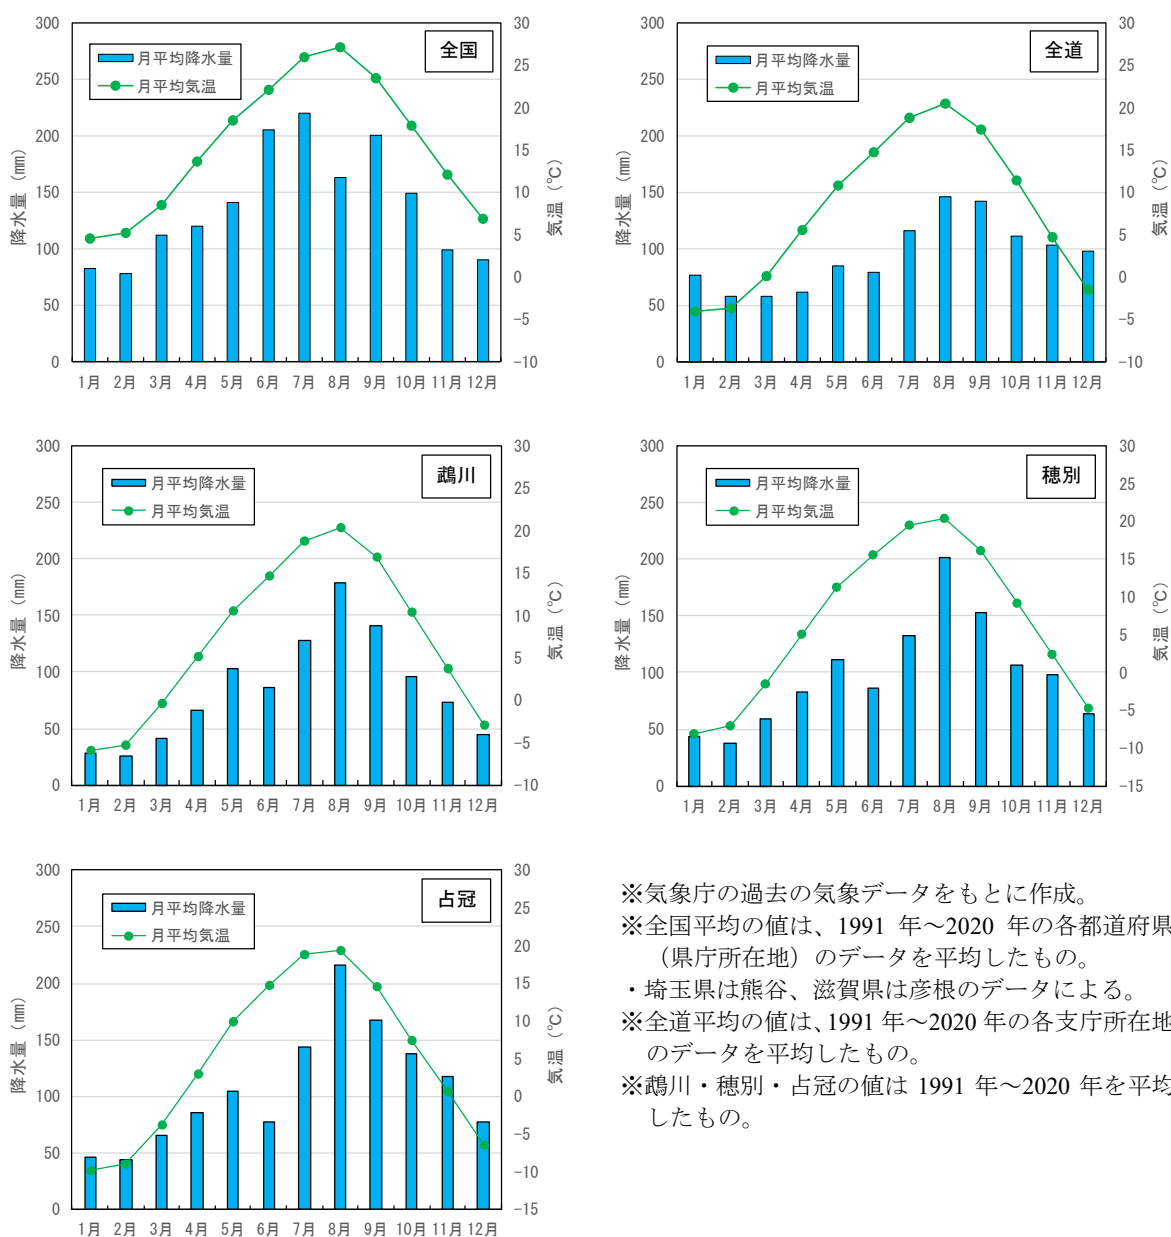 全国
月平均降水量
月平均気温
降水量（㎜）
気温（℃）
300
250
200
150
100
50
0
30
25
20
15
10
5
0
−5
−10
1月 2月 3月 4月 5月 6月 7月 8月 9月 10月 11月 12月
全道
月平均降水量
月平均気温
降水量（㎜）
気温（℃）
300
250
200
150
100
50
0
30
25
20
15
10
5
0
−5
−10
1月 2月 3月 4月 5月 6月 7月 8月 9月 10月 11月 12月
鵡川
月平均降水量
月平均気温
降水量（㎜）
気温（℃）
300
250
200
150
100
50
0
30
25
20
15
10
5
0
−5
−10
1月 2月 3月 4月 5月 6月 7月 8月 9月 10月 11月 12月
穂別
月平均降水量
月平均気温
降水量（㎜）
気温（℃）
300
250
200
150
100
50
0
30
25
20
15
10
5
0
−5
−10
−15
1月 2月 3月 4月 5月 6月 7月 8月 9月 10月 11月 12月
占冠
月平均降水量
月平均気温
降水量（㎜）
気温（℃）
300
250
200
150
100
50
0
30
25
20
15
10
5
0
−5
−10
−15
1月 2月 3月 4月 5月 6月 7月 8月 9月 10月 11月 12月
※気象庁の過去の気象データをもとに作成。
※全国平均の値は、1991 年～2020 年の各都道府県
（県庁所在地）のデータを平均したもの。
・埼玉県は熊谷、滋賀県は彦根のデータによる。
※全道平均の値は、1991 年～2020 年の各支庁所在地
のデータを平均したもの。
※鵡川・穂別・占冠の値は 1991 年～2020 年を平均
したもの。